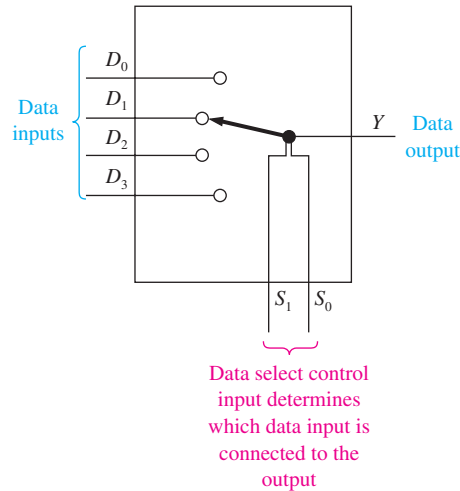 D0
D1
D2
D3
Data
inputs
Y
Data
output
S1
S0
Data select control
input determines
which data input is
connected to the
output